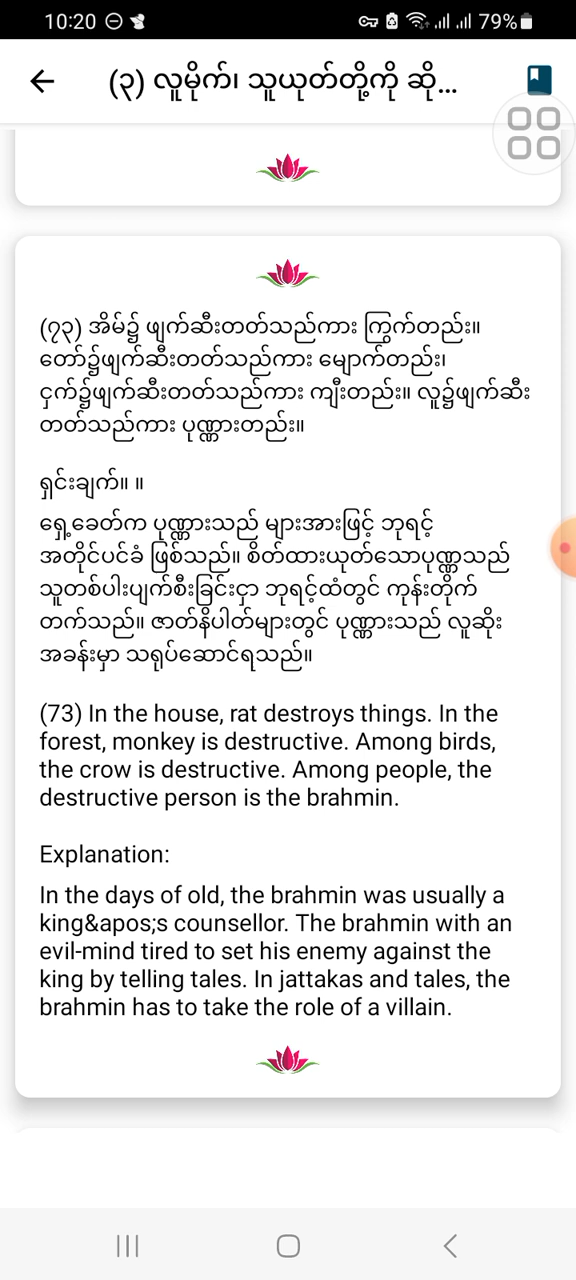 10:20
79%
(၃) လူမိုက်၊ သူယုတ်တို့ကို ဆို...
(၇၃) အိမ်၌ ဖျက်ဆီးတတ်သည်ကား ကြွက်တည်း။
တော်၌ဖျက်ဆီးတတ်သည်ကား မျောက်တည်း၊
ငှက်၌ဖျက်ဆီးတတ်သည်ကား ကျီးတည်း။ လူ၌ဖျက်ဆီး
တတ်သည်ကား ပုဏ္ဏားတည်း။
ရှင်းချက်။ ။
ရှေ့ခေတ်က ပုဏ္ဏားသည် များအားဖြင့် ဘုရင့်
အတိုင်ပင်ခံ ဖြစ်သည်။ စိတ်ထားယုတ်သောပုဏ္ဏသည်
သူတစ်ပါးပျက်စီးခြင်းငှာ ဘုရင့်ထံတွင် ကုန်းတိုက်
တက်သည်။ ဇာတ်နိပါတ်များတွင် ပုဏ္ဏားသည် လူဆိုး
အခန်းမှာ သရုပ်ဆောင်ရသည်။
(73) In the house, rat destroys things. In the
forest, monkey is destructive. Among birds,
the crow is destructive. Among people, the
destructive person is the brahmin.
Explanation:
In the days of old, the brahmin was usually a
king&apos;s counsellor. The brahmin with an
evil-mind tired to set his enemy against the
king by telling tales. In jattakas and tales, the
brahmin has to take the role of a villain.